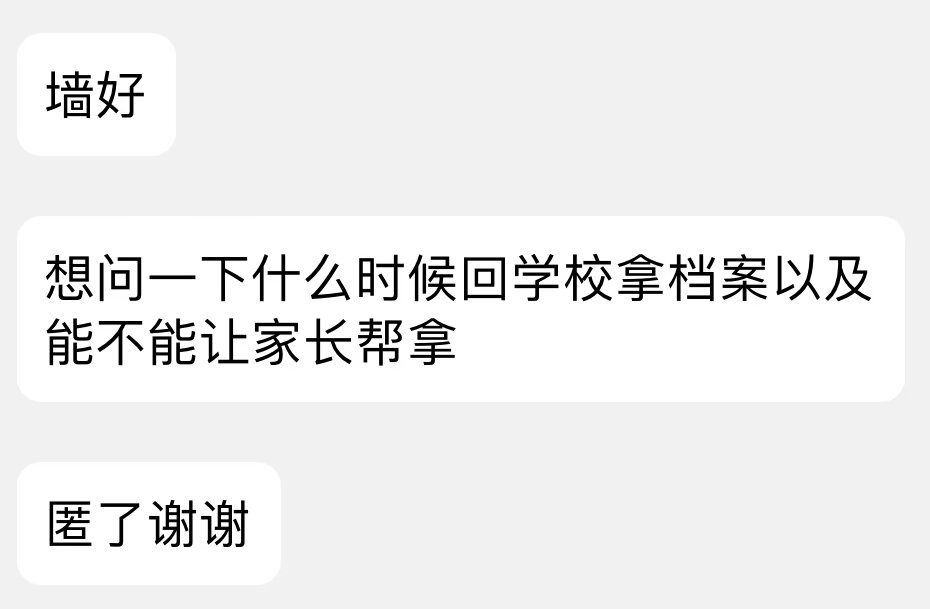 墙好
想问一下什么时候回学校拿档案以及
能不能让家长帮拿
匿了谢谢